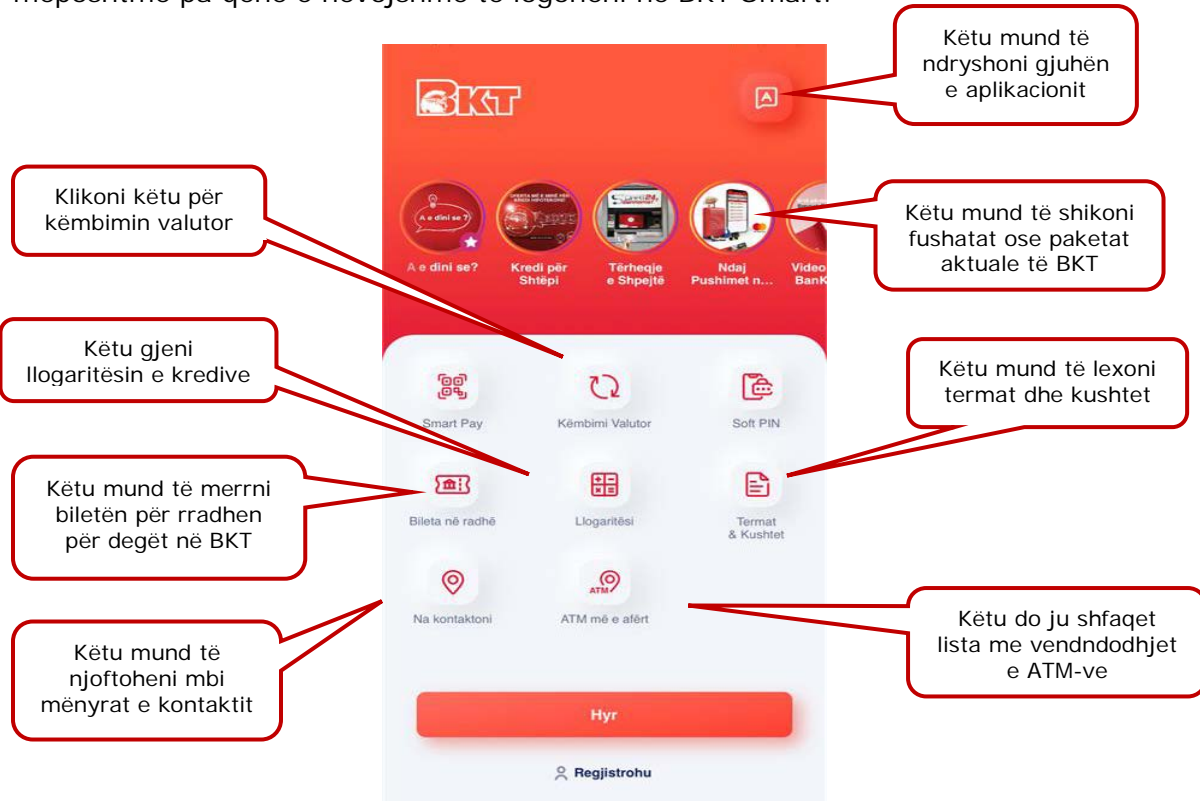 Këtu mund të
ndryshoni gjuhën
e aplikacionit
BKT
Klikoni këtu për
këmbimin valutor
A e dini se ?
Këtu mund të shikoni
fushatat ose paketat
aktuale të BKT
A e dini se?
Kredi për
Shtëpi
Tërheqje
e Shpejtë
Ndaj
Pushimet n...
Video
BanK
Këtu gjeni
llogaritësin e kredive
Këtu mund të lexoni
termat dhe kushtet
Smart Pay
Këmbimi Valutor
Soft PIN
Këtu mund të merrni
biletën për rradhen
për degët në BKT
Bileta në radhë
Llogaritësi
Termat
& Kushtet
ATM
Na kontaktoni
ATM më e afërt
Këtu do ju shfaqet
lista me vendndodhjet
e ATM-ve
Këtu mund të
njoftoheni mbi
mënyrat e kontaktit
Hyr
Regjistrohu